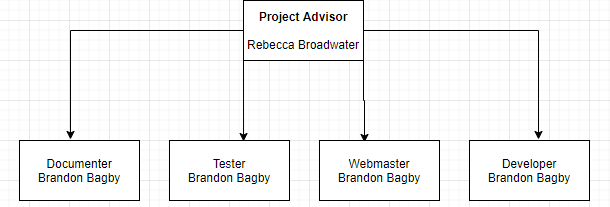 Project Advisor
Rebecca Broadwater
Documenter
Brandon Bagby
Tester
Brandon Bagby
Webmaster
Brandon Bagby
Developer
Brandon Bagby